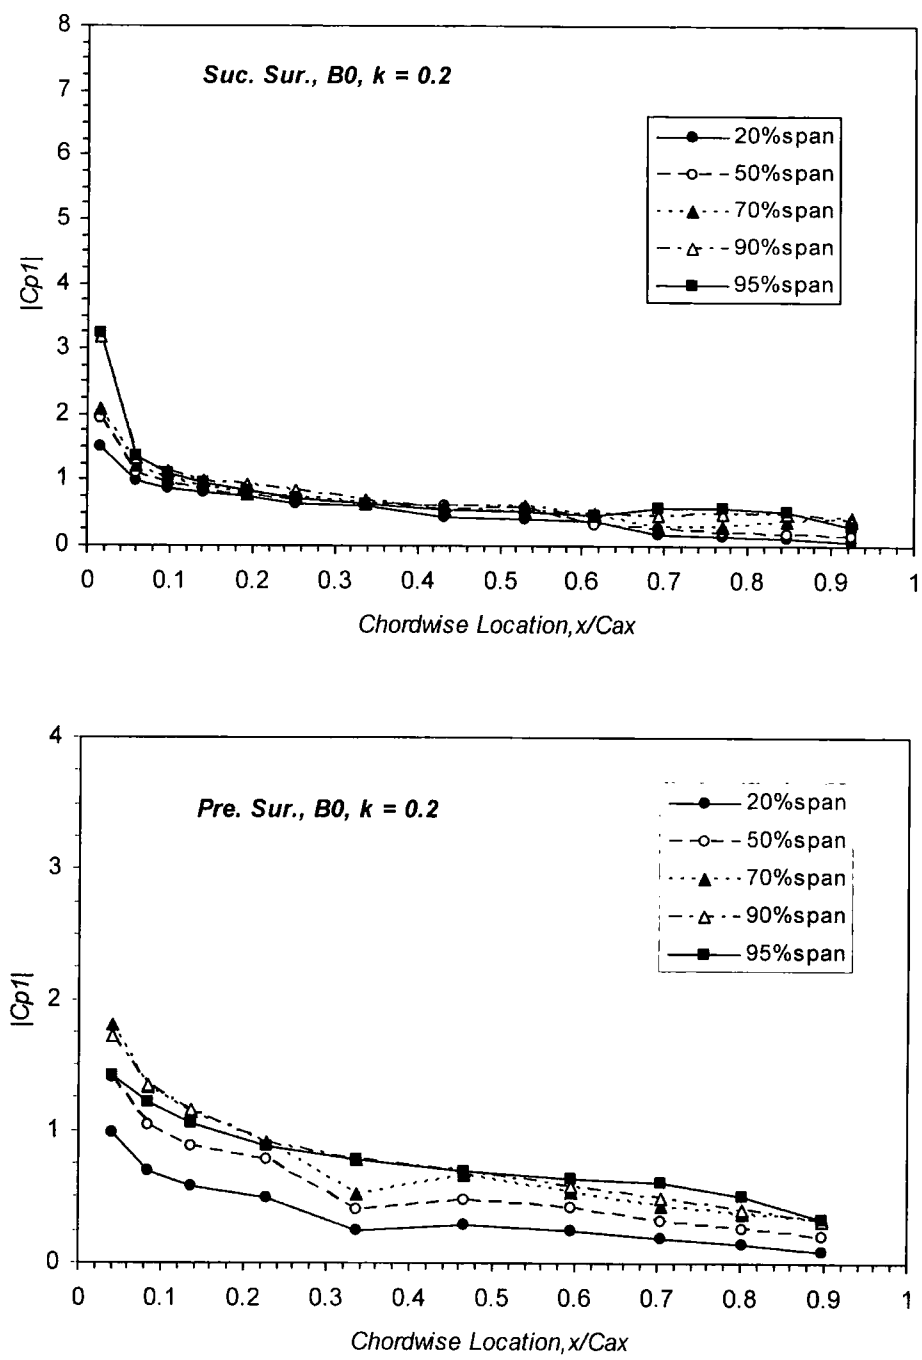 8
7
6
5
4
3
2
1
0
|Cp1|
Suc. Sur., B0, k = 0.2
20%span
50%span
70%span
90%span
95%span
0 0.1 0.2 0.3 0.4 0.5 0.6 0.7 0.8 0.9 1
Chordwise Location,x/Cax
4
3
2
1
0
|Cp1|
Pre. Sur., B0, k = 0.2
20%span
50%span
70%span
90%span
95%span
0 0.1 0.2 0.3 0.4 0.5 0.6 0.7 0.8 0.9 1
Chordwise Location,x/Cax